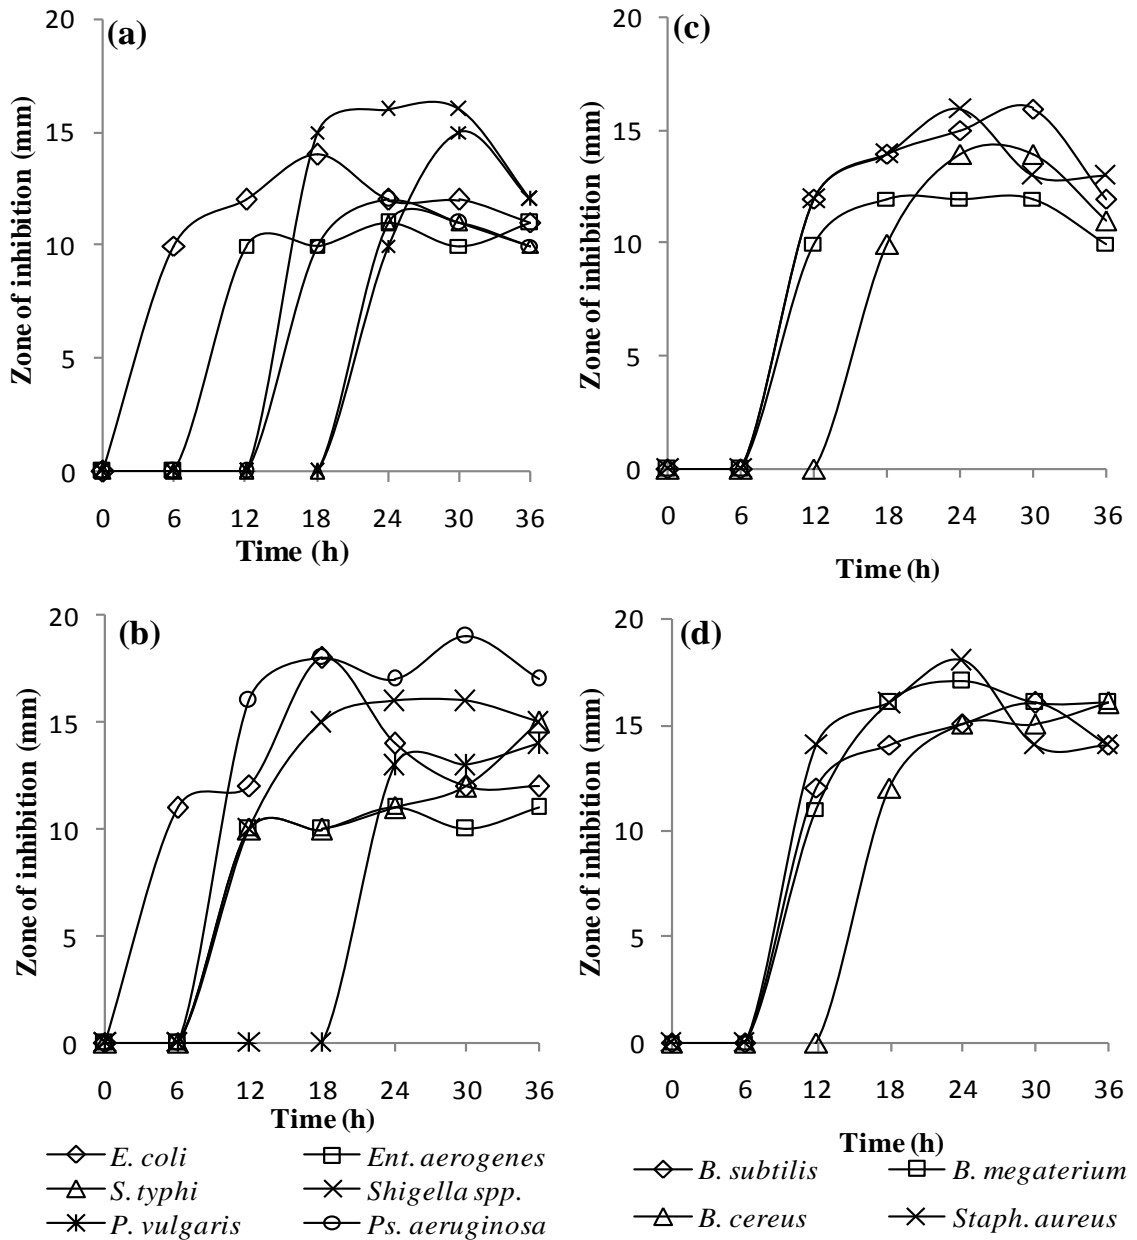 (a)
Zone of inhibition (mm)
20
15
10
5
0
0 6 12 18 24 30 36
Time (h)
(c)
Zone of inhibition (mm)
20
15
10
5
0
0 6 12 18 24 30 36
Time (h)
(b)
Zone of inhibition (mm)
20
15
10
5
0
0 6 12 18 24 30 36
Time (h)
(d)
Zone of inhibition (mm)
20
15
10
5
0
0 6 12 18 24 30 36
Time (h)
E. coli Ent. aerogenes
S. typhi Shigella spp.
P. vulgaris Ps. aeruginosa
B. subtilis B. megaterium
B. cereus Staph. aureus